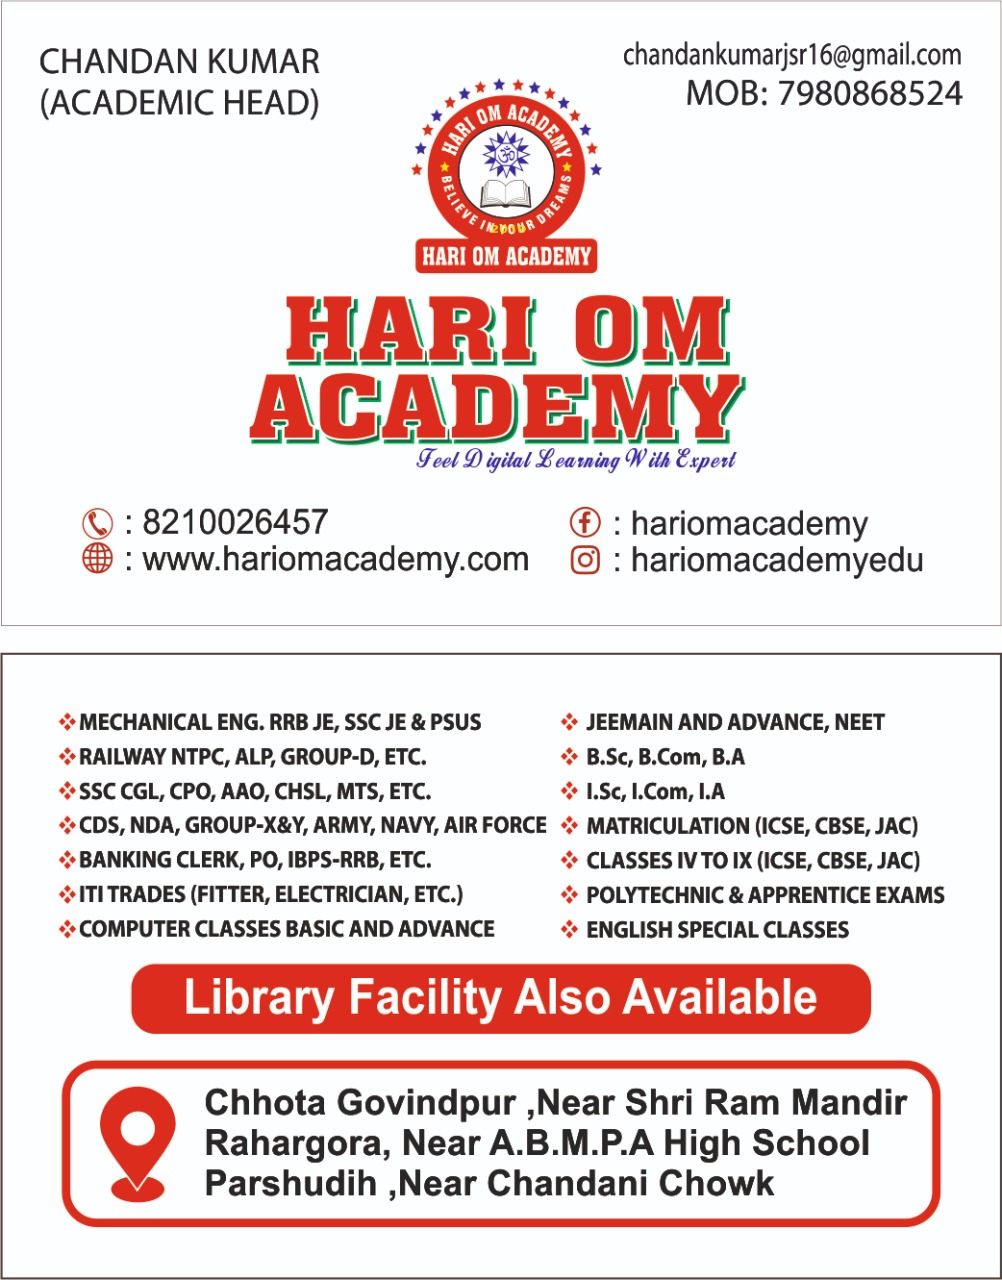 CHANDAN KUMAR
(ACADEMIC HEAD)
chandankumarjsr16@gmail.com
MOB: 7980868524
HARI OM ACADEMY
BELIEVE IN YOUR DREAMS
HARI OM ACADEMY
HARI OM
ACADEMY
Feel Digital Learning With Expert
: 8210026457
: www.hariomacademy.com
: hariomacademy
: hariomacademyedu
MECHANICAL ENG. RRB JE, SSC JE & PSUS
RAILWAY NTPC, ALP, GROUP-D, ETC.
SSC CGL, CPO, AAO, CHSL, MTS, ETC.
CDS, NDA, GROUP-X&Y, ARMY, NAVY, AIR FORCE
BANKING CLERK, PO, IBPS-RRB, ETC.
ITI TRADES (FITTER, ELECTRICIAN, ETC.)
COMPUTER CLASSES BASIC AND ADVANCE
JEEMAIN AND ADVANCE, NEET
B.Sc, B.Com, B.A
I.Sc, I.Com, I.A
MATRICULATION (ICSE, CBSE, JAC)
CLASSES IV TO IX (ICSE, CBSE, JAC)
POLYTECHNIC & APPRENTICE EXAMS
ENGLISH SPECIAL CLASSES
Library Facility Also Available
Chhota Govindpur ,Near Shri Ram Mandir
Rahargora, Near A.B.M.P.A High School
Parshudih ,Near Chandani Chowk